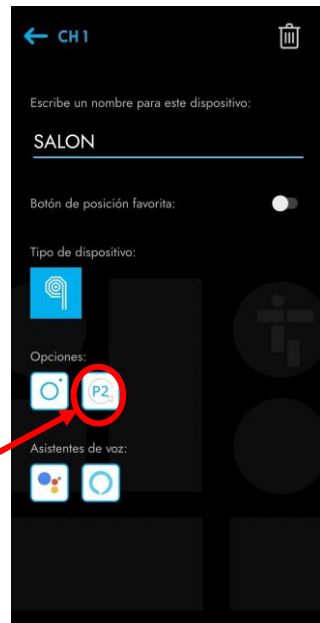 CH 1
Escribe un nombre para este dispositivo:
SALON
Botón de posición favorita:
Tipo de dispositivo:
Opciones:
P2
Asistentes de voz: